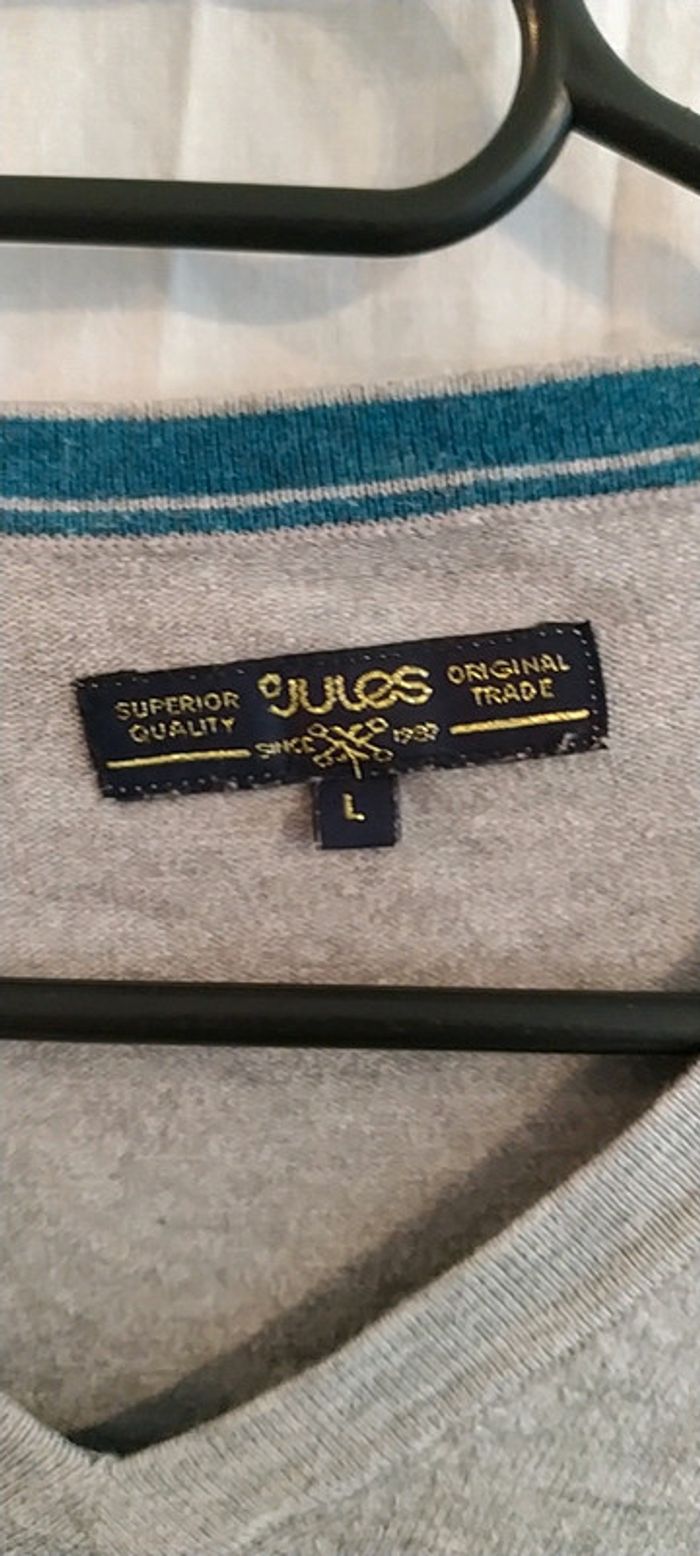 SUPERIOR
QUALITY
JULES
SINCE 1987
ORIGINAL
TRADE
L